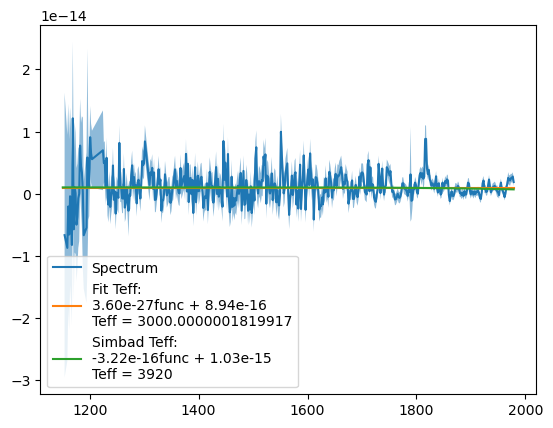 1e−14
2
1
0
−1
−2
−3
Spectrum
Fit Teff:
3.60e-27func + 8.94e-16
Teff = 3000.0000001819917
Simbad Teff:
-3.22e-16func + 1.03e-15
Teff = 3920
1200
1400
1600
1800
2000